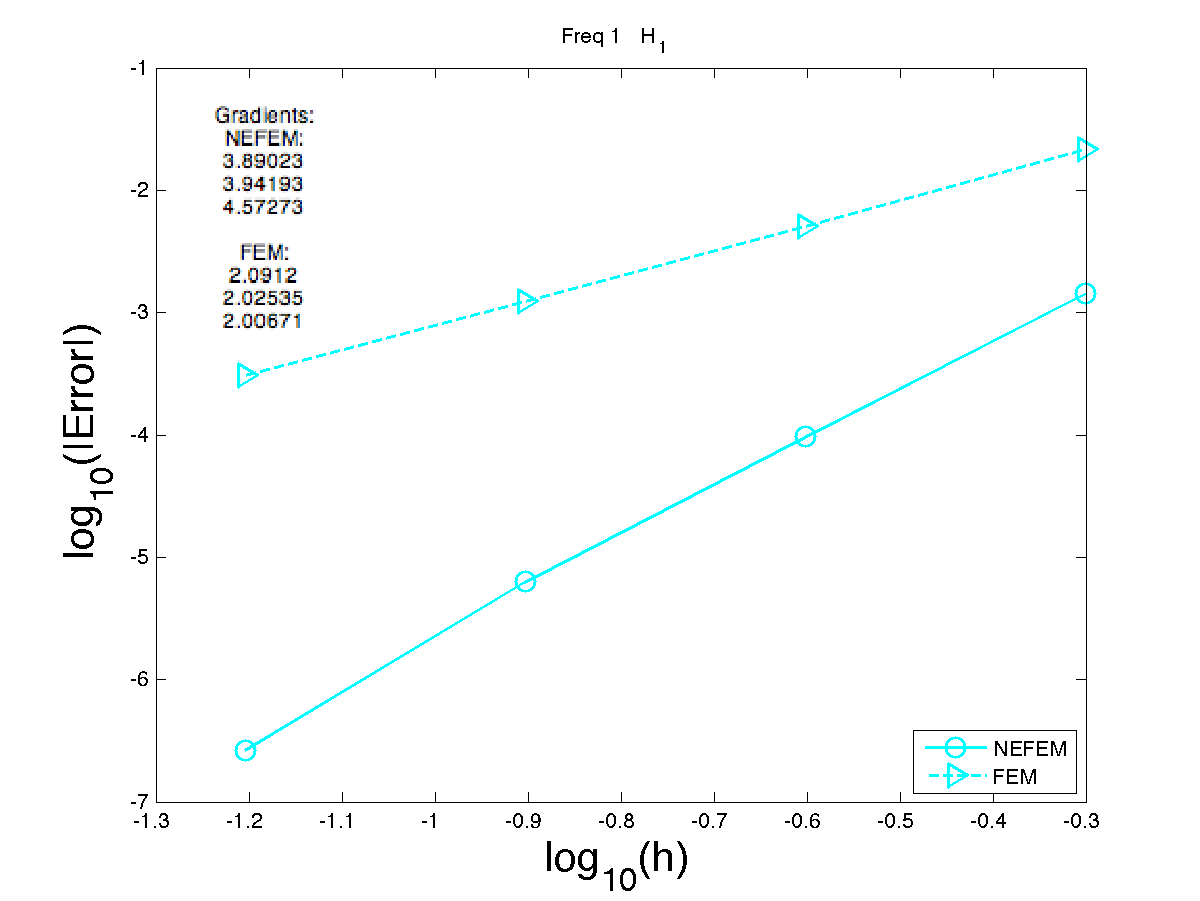 Freq 1 H1
Gradients:
NEFEM:
3.89023
3.94193
4.57273
FEM:
2.0912
2.02535
2.00671
-1
-2
-3
-4
-5
-6
-7
log10(|Error|)
NEFEM
FEM
-1.3 -1.2 -1.1 -1 -0.9 -0.8 -0.7 -0.6 -0.5 -0.4 -0.3
log10(h)